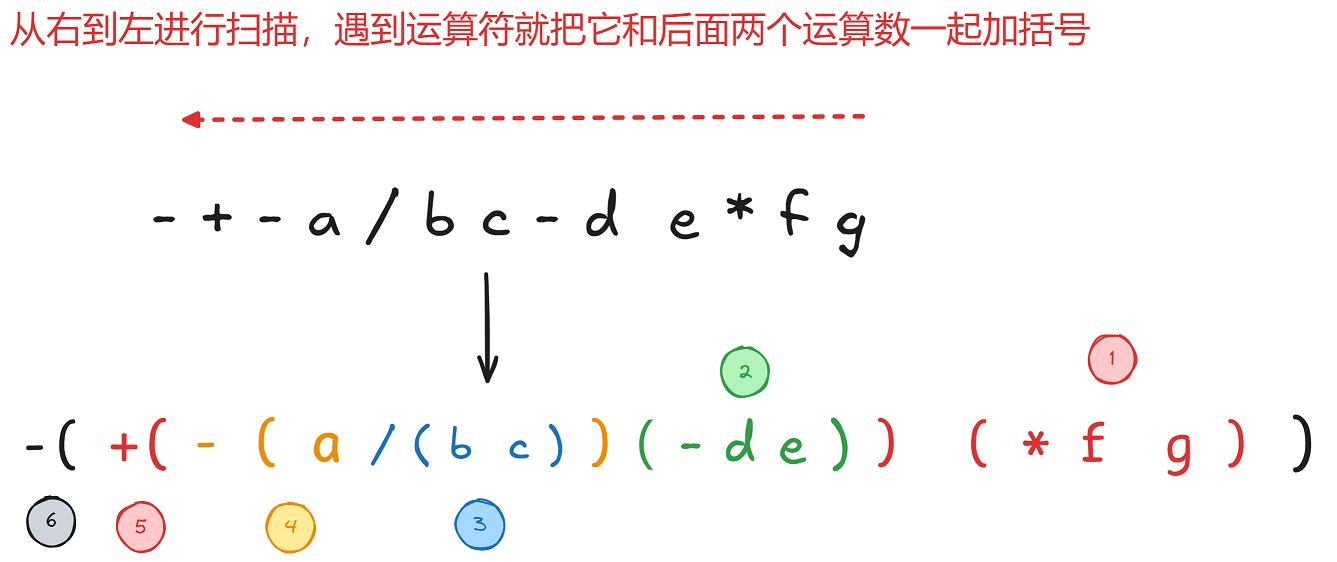 从右到左进行扫描，遇到运算符就把它和后面两个运算数一起加括号
- + - a / b c - d e * f g
2 1
-( +( - ( a /( b c ) ) ( - d e ) ) ( * f g ) )
6 5 4 3